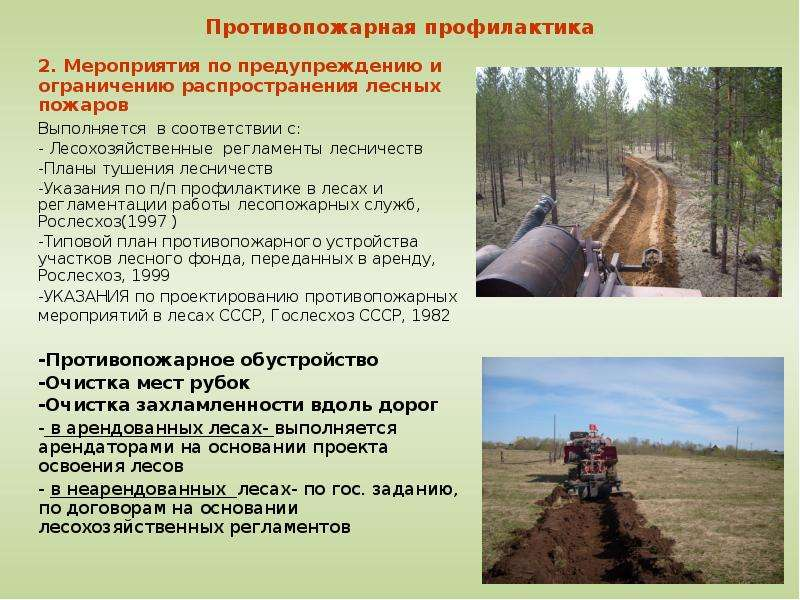 Противопожарная профилактика
2. Мероприятия по предупреждению и
ограничению распространения лесных
пожаров
Выполняется в соответствии с:
- Лесохозяйственные регламенты лесничеств
-Планы тушения лесничеств
-Указания по п/п профилактике в лесах и
регламентации работы лесопожарных служб,
Рослесхоз(1997 )
-Типовой план противопожарного устройства
участков лесного фонда, переданных в аренду,
Рослесхоз, 1999
-УКАЗАНИЯ по проектированию противопожарных
мероприятий в лесах СССР, Гослесхоз СССР, 1982
-Противопожарное обустройство
-Очистка мест рубок
-Очистка захламленности вдоль дорог
- в арендованных лесах- выполняется
арендаторами на основании проекта
освоения лесов
- в неарендованных лесах- по гос. заданию,
по договорам на основании
лесохозяйственных регламентов